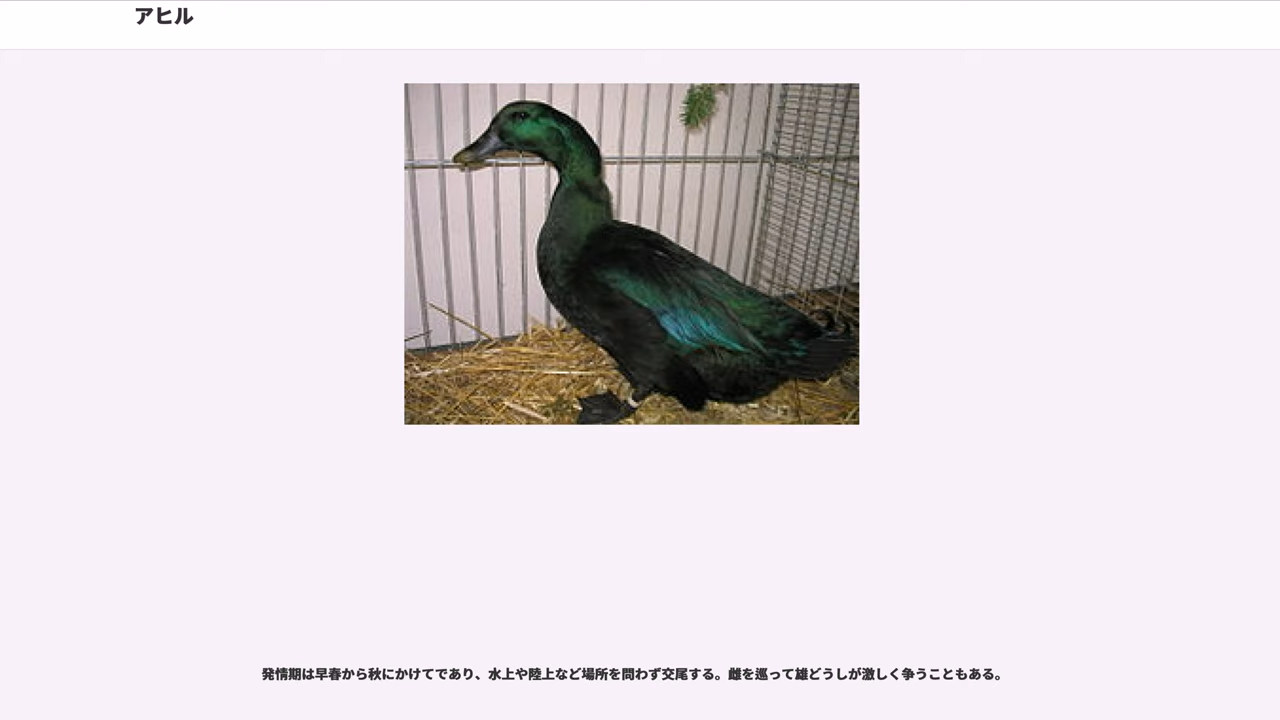 アヒル
発情期は早春から秋にかけてであり、水上や陸上など場所を問わず交尾する。雌を巡って雄どうしが激しく争うこともある。